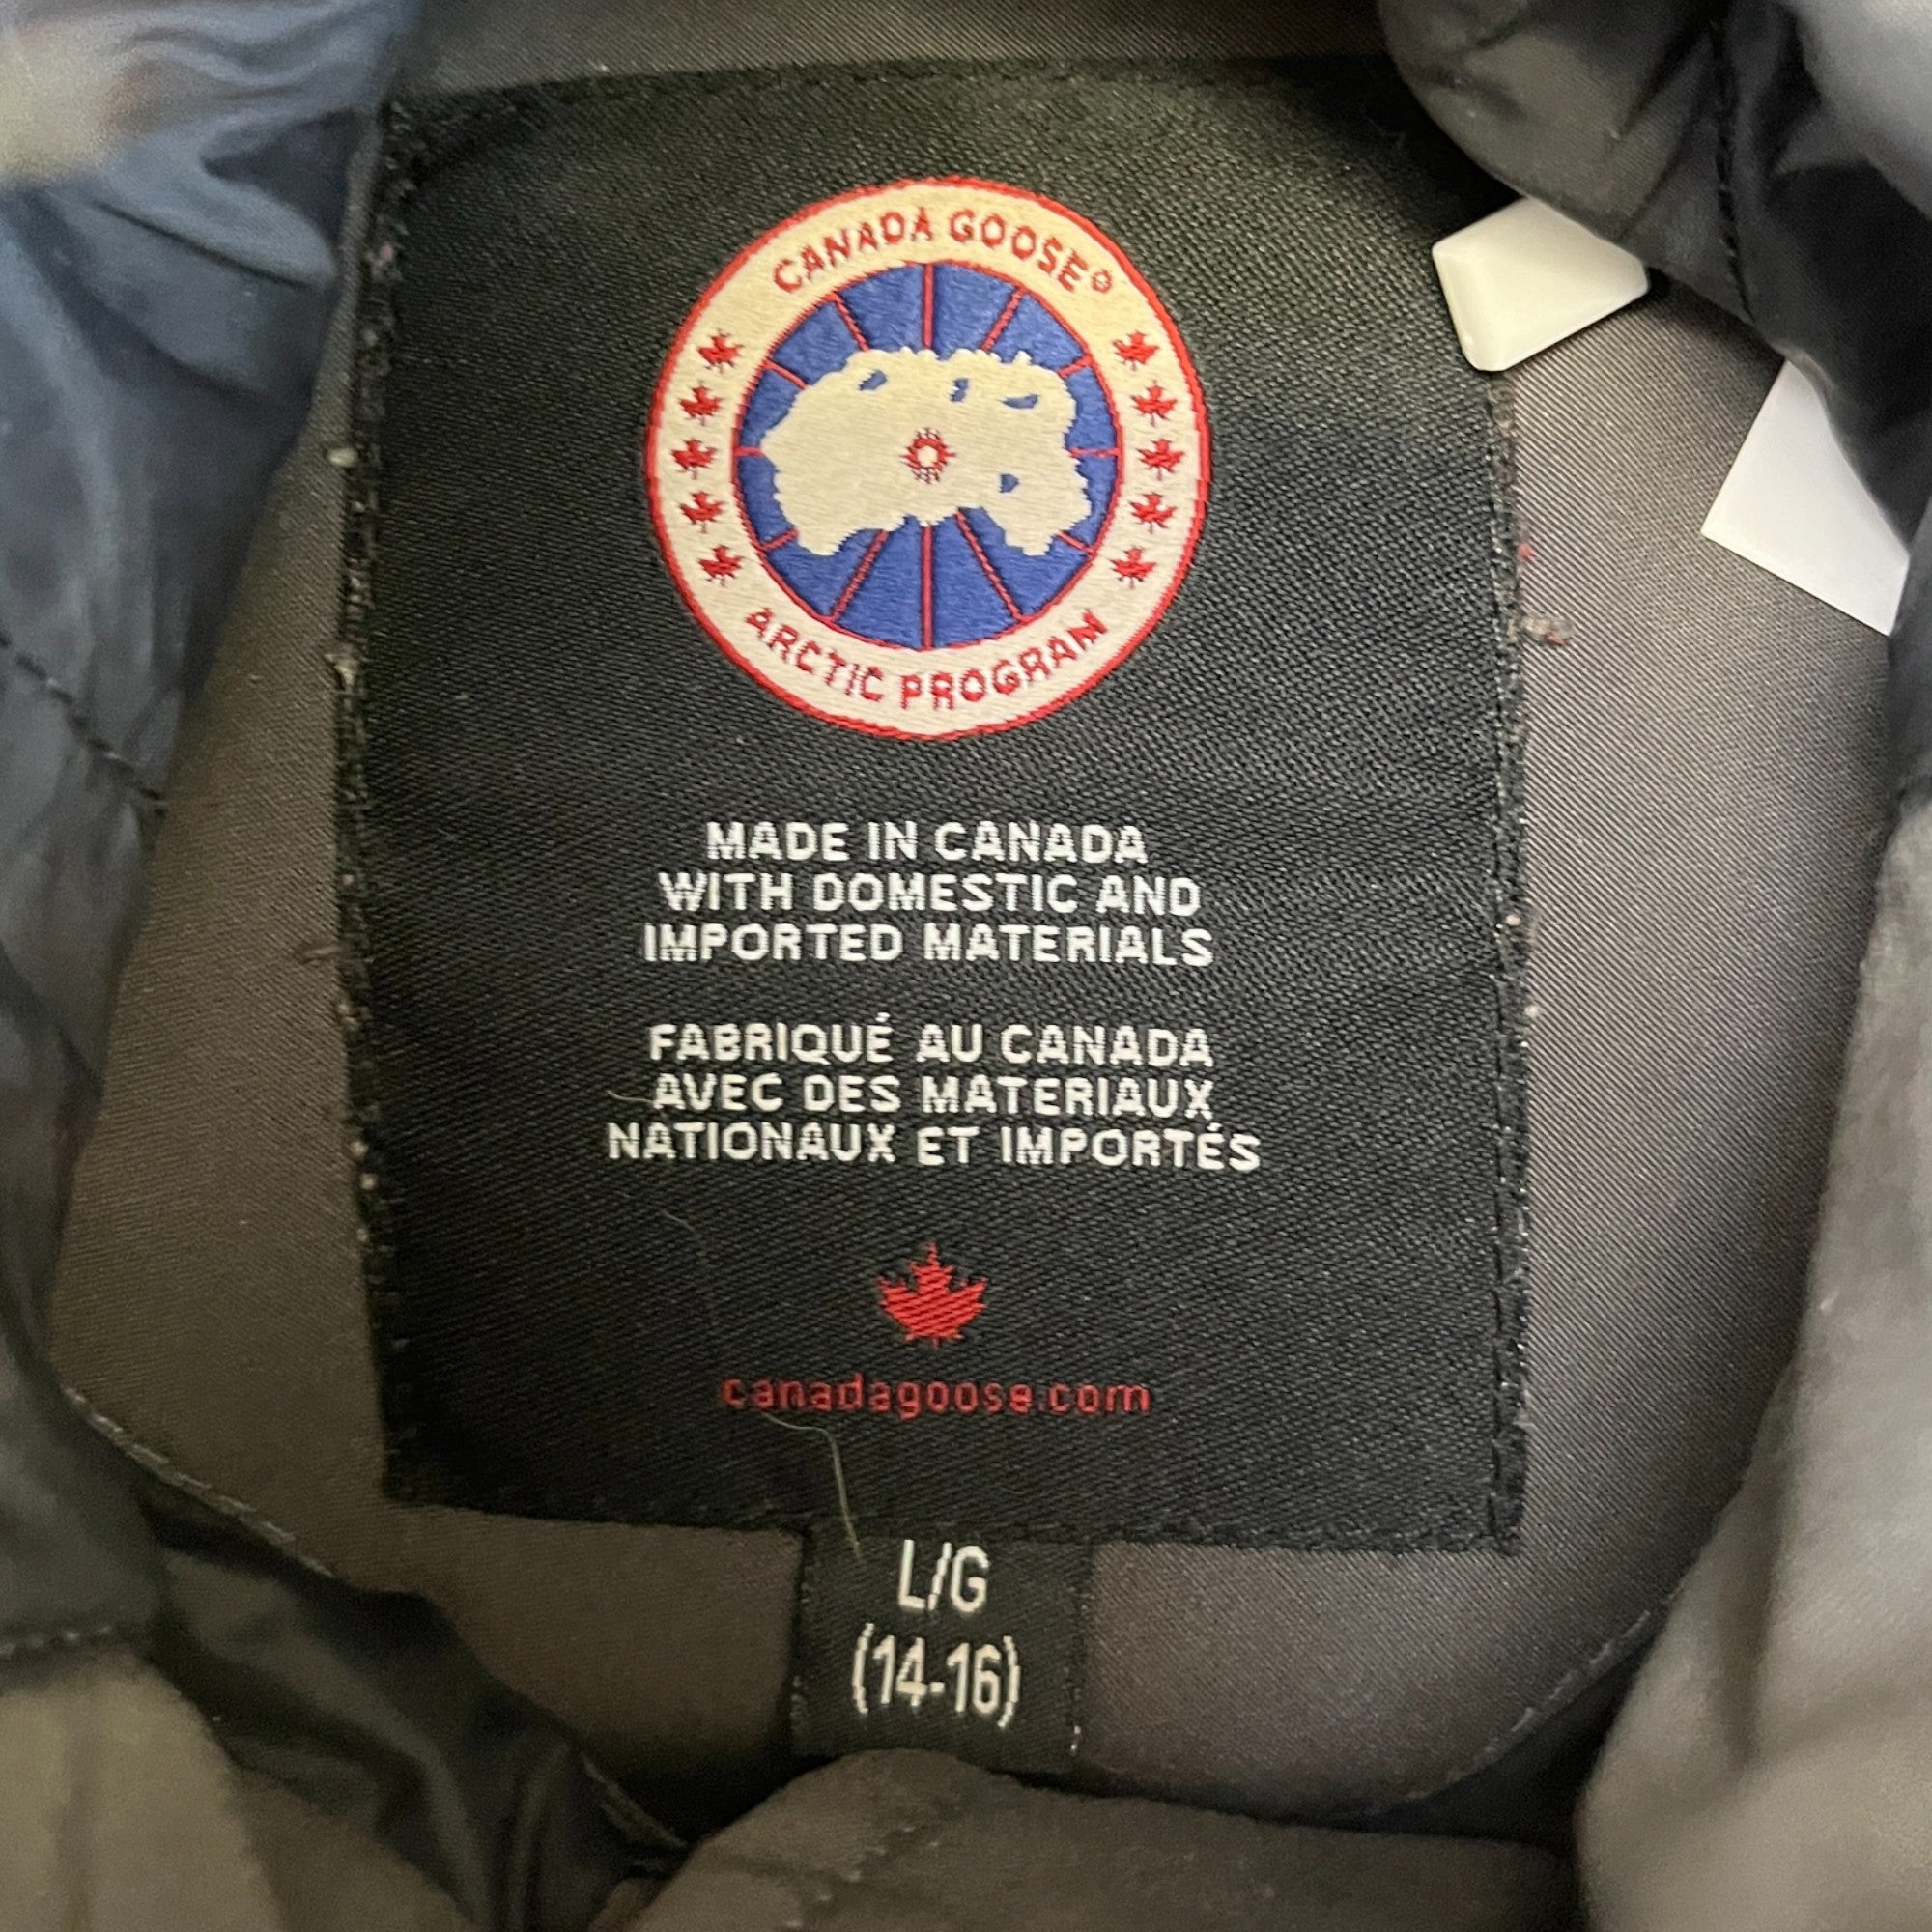 CANADA GOOSE®
ARCTIC PROGRAM
MADE IN CANADA
WITH DOMESTIC AND
IMPORTED MATERIALS
FABRIQUÉ AU CANADA
AVEC DES MATERIAUX
NATIONAUX ET IMPORTÉS
canadagoose.com
L/G
(14-16)